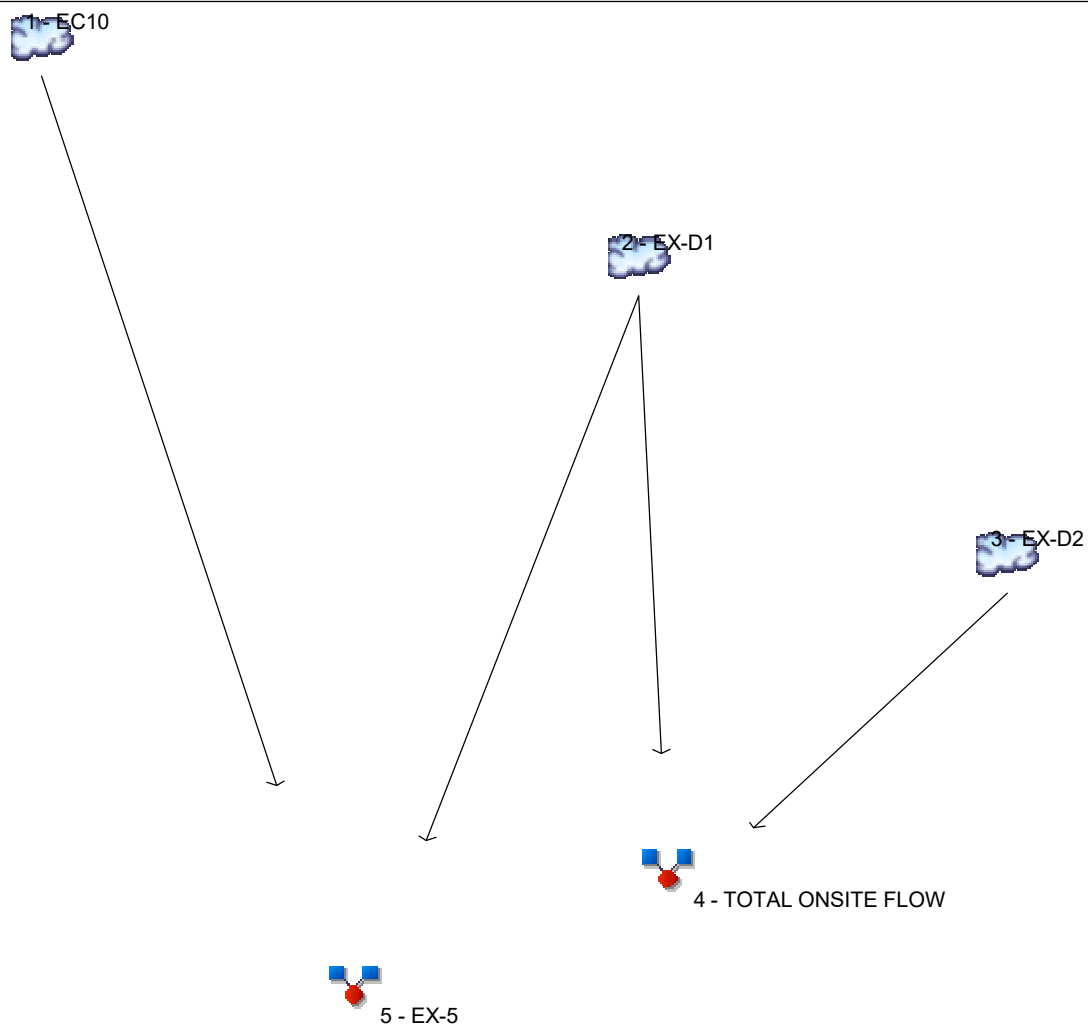 1 - EC10
2 - EX-D1
3 - EX-D2
4 - TOTAL ONSITE FLOW
5 - EX-5